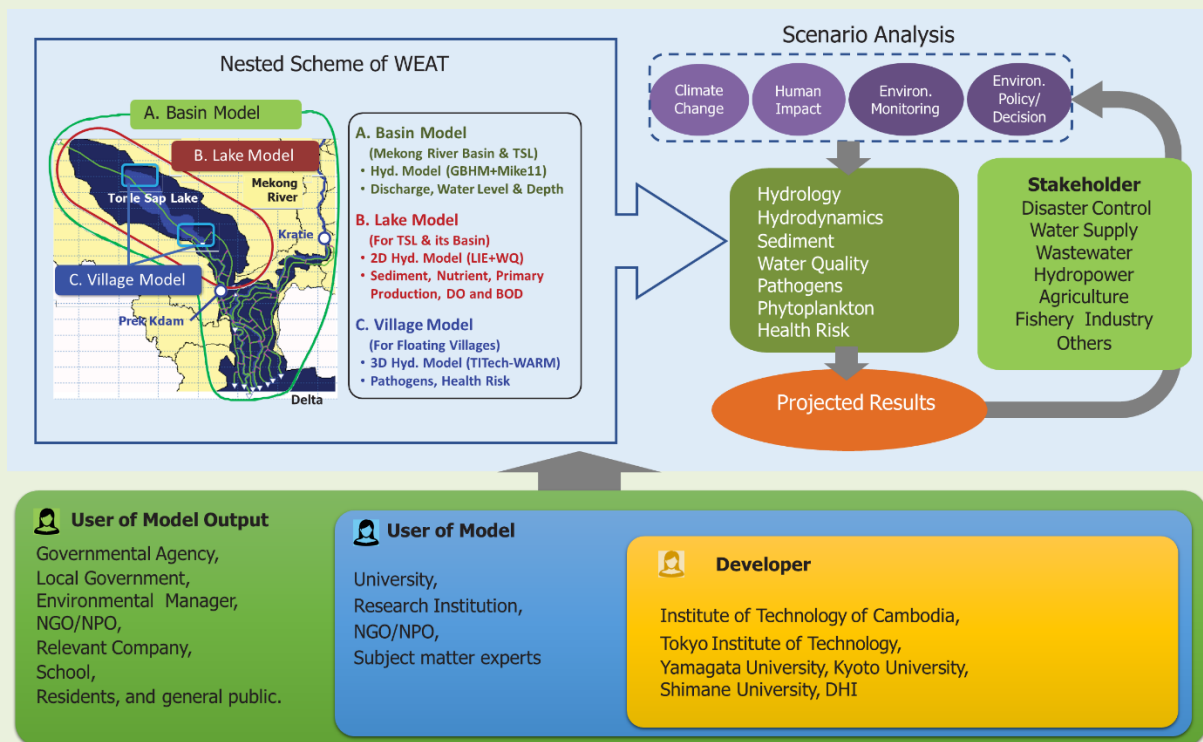 Nested Scheme of WEAT
A. Basin Model
B. Lake Model
Mekong
River
Tonle Sap Lake
Kratie
C. Village Model
Prek Kdam
Delta
A. Basin Model
(Mekong River Basin & TSL)
• Hyd. Model (GBHM+Mike11)
• Discharge, Water Level & Depth
B. Lake Model
(For TSL & its Basin)
• 2D Hyd. Model (LIE+WQ)
• Sediment, Nutrient, Primary
Production, DO and BOD
C. Village Model
(For Floating Villages)
• 3D Hyd. Model (TITech-WARM)
• Pathogens, Health Risk
Scenario Analysis
Climate
Change
Human
Impact
Environ.
Monitoring
Environ.
Policy/
Decision
Hydrology
Hydrodynamics
Sediment
Water Quality
Pathogens
Phytoplankton
Health Risk
Projected Results
Stakeholder
Disaster Control
Water Supply
Wastewater
Hydropower
Agriculture
Fishery Industry
Others
User of Model Output
Governmental Agency,
Local Government,
Environmental Manager,
NGO/NPO,
Relevant Company,
School,
Residents, and general public.
User of Model
University,
Research Institution,
NGO/NPO,
Subject matter experts
Developer
Institute of Technology of Cambodia,
Tokyo Institute of Technology,
Yamagata University, Kyoto University,
Shimane University, DHI